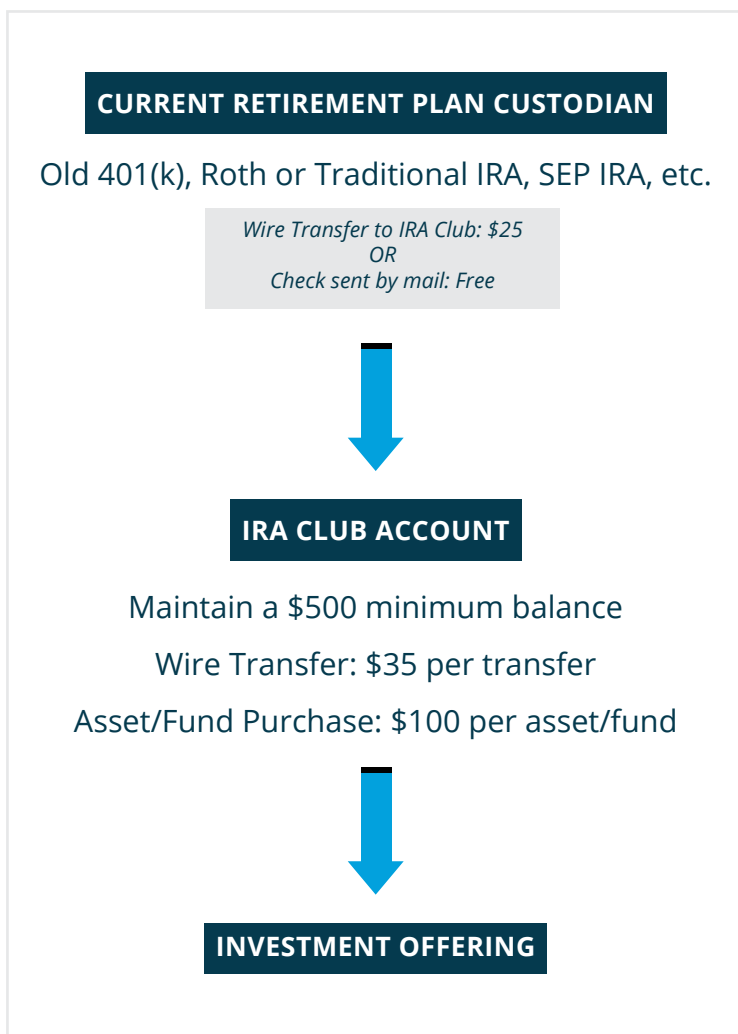 CURRENT RETIREMENT PLAN CUSTODIAN
Old 401(k), Roth or Traditional IRA, SEP IRA, etc.
Wire Transfer to IRA Club: $25
OR
Check sent by mail: Free
IRA CLUB ACCOUNT
Maintain a $500 minimum balance
Wire Transfer: $35 per transfer
Asset/Fund Purchase: $100 per asset/fund
INVESTMENT OFFERING